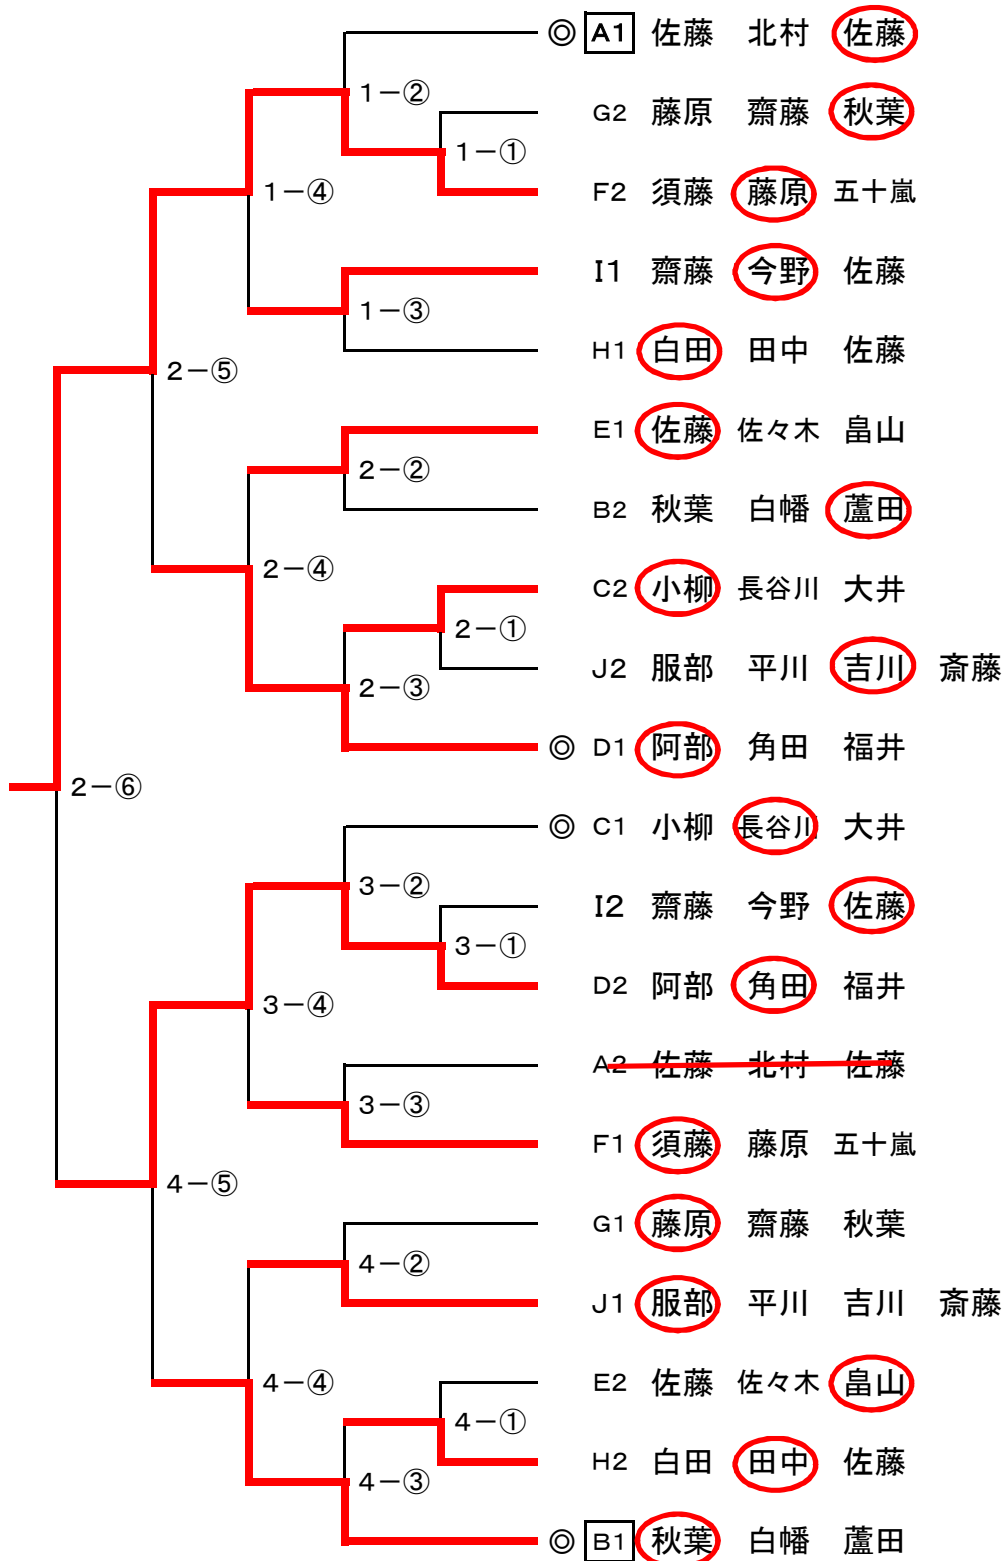 ◎ A1 佐藤 北村 佐藤
1−②
G2 藤原 齋藤 秋葉
1−①
F2 須藤 藤原 五十嵐
1−④
I1 齋藤 今野 佐藤
1−③
H1 白田 田中 佐藤
2−⑤
E1 佐藤 佐々木 畠山
2−②
B2 秋葉 白幡 蘆田
2−④
C2 小柳 長谷川 大井
2−①
J2 服部 平川 吉川 斎藤
2−③
◎ D1 阿部 角田 福井
2−⑥
◎ C1 小柳 長谷川 大井
3−②
I2 齋藤 今野 佐藤
3−①
D2 阿部 角田 福井
3−④
A2 佐藤 北村 佐藤
3−③
F1 須藤 藤原 五十嵐
4−⑤
G1 藤原 齋藤 秋葉
4−②
J1 服部 平川 吉川 斎藤
4−④
E2 佐藤 佐々木 畠山
4−①
H2 白田 田中 佐藤
4−③
◎ B1 秋葉 白幡 蘆田